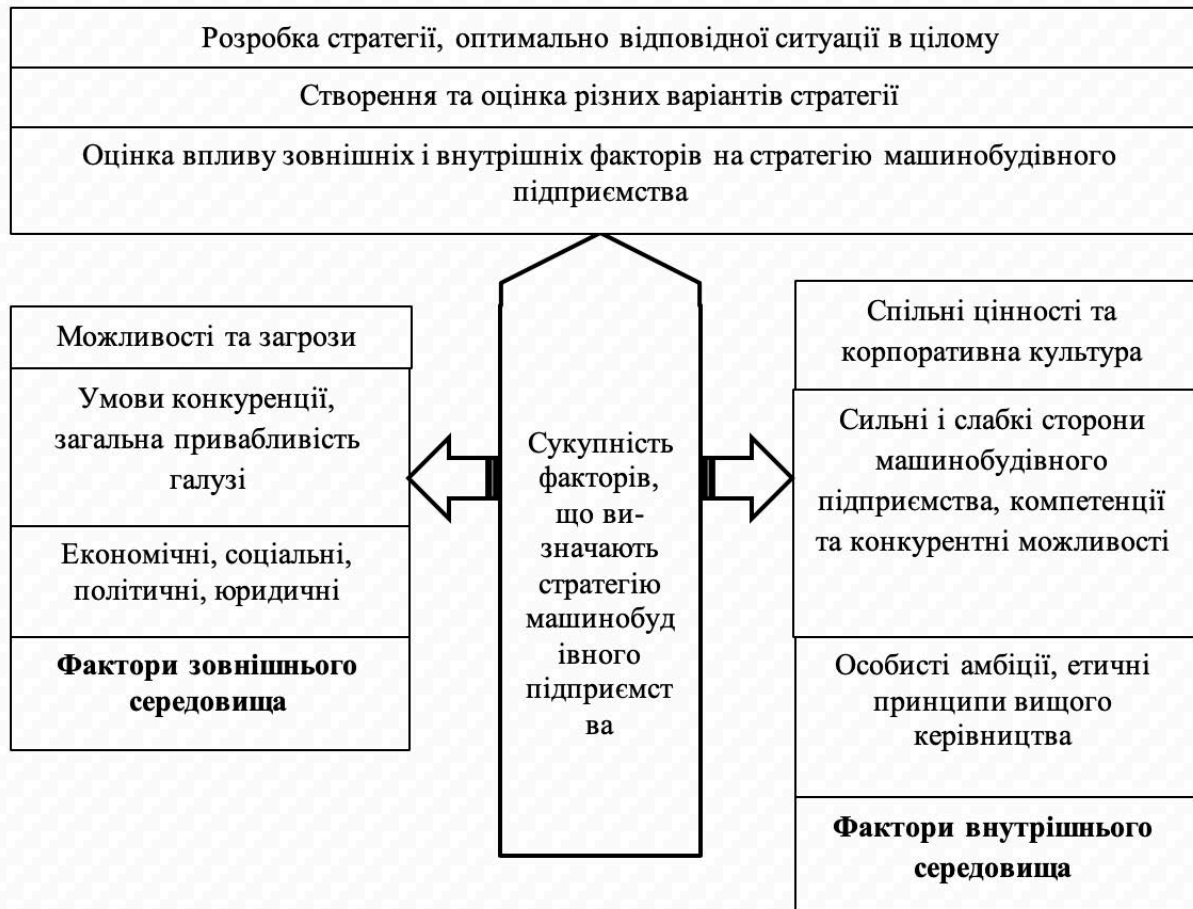 Розробка стратегії, оптимально відповідної ситуації в цілому
Створення та оцінка різних варіантів стратегії
Оцінка впливу зовнішніх і внутрішніх факторів на стратегію машинобудівного
підприємства
Можливості та загрози
Умови конкуренції,
загальна привабливість
галузі
Економічні, соціальні,
політичні, юридичні
Фактори зовнішнього
середовища
Сукупність
факторів,
що ви-
значають
стратегію
машинобуд
івного
підприємст
ва
Спільні цінності та
корпоративна культура
Сильні і слабкі сторони
машинобудівного
підприємства, компетенції
та конкурентні можливості
Особисті амбіції, етичні
принципи вищого
керівництва
Фактори внутрішнього
середовища